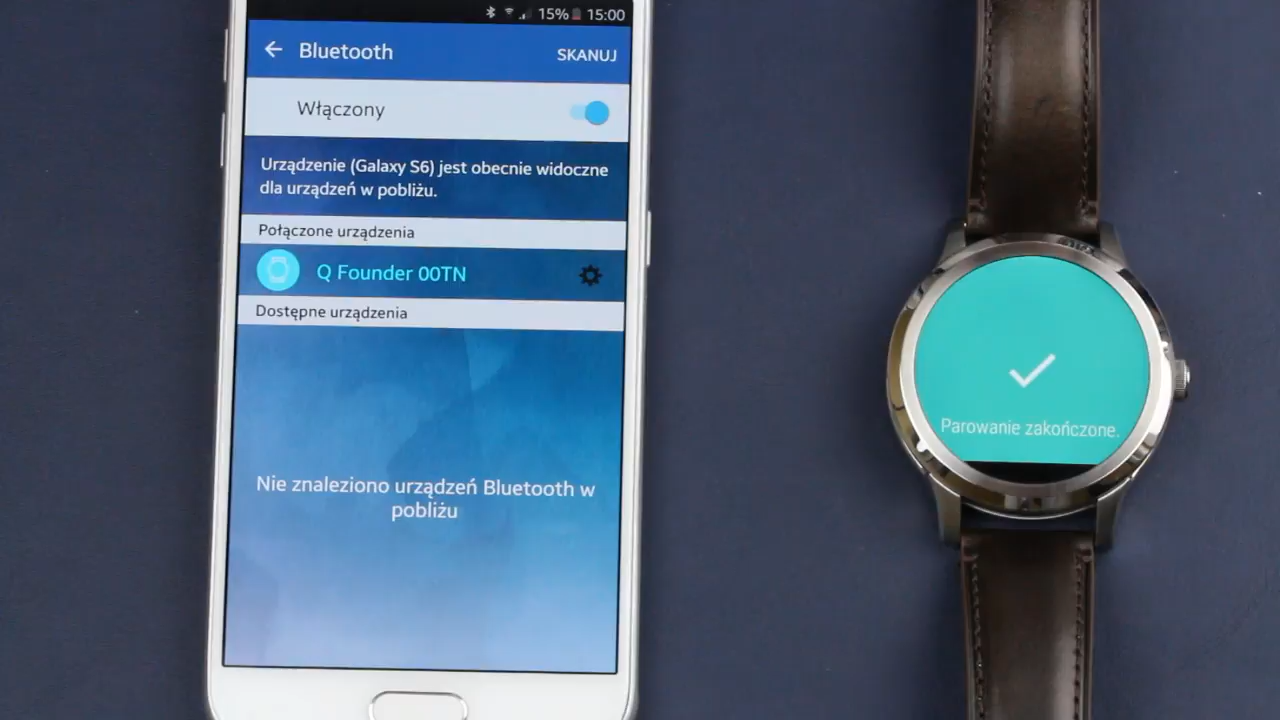 15% 15:00
Bluetooth SKANUJ
Włączony
Urządzenie (Galaxy S6) jest obecnie widoczne
dla urządzeń w pobliżu.
Połączone urządzenia
Q Founder 00TN
Dostępne urządzenia
Nie znaleziono urządzeń Bluetooth w
pobliżu
Parowanie zakończone.